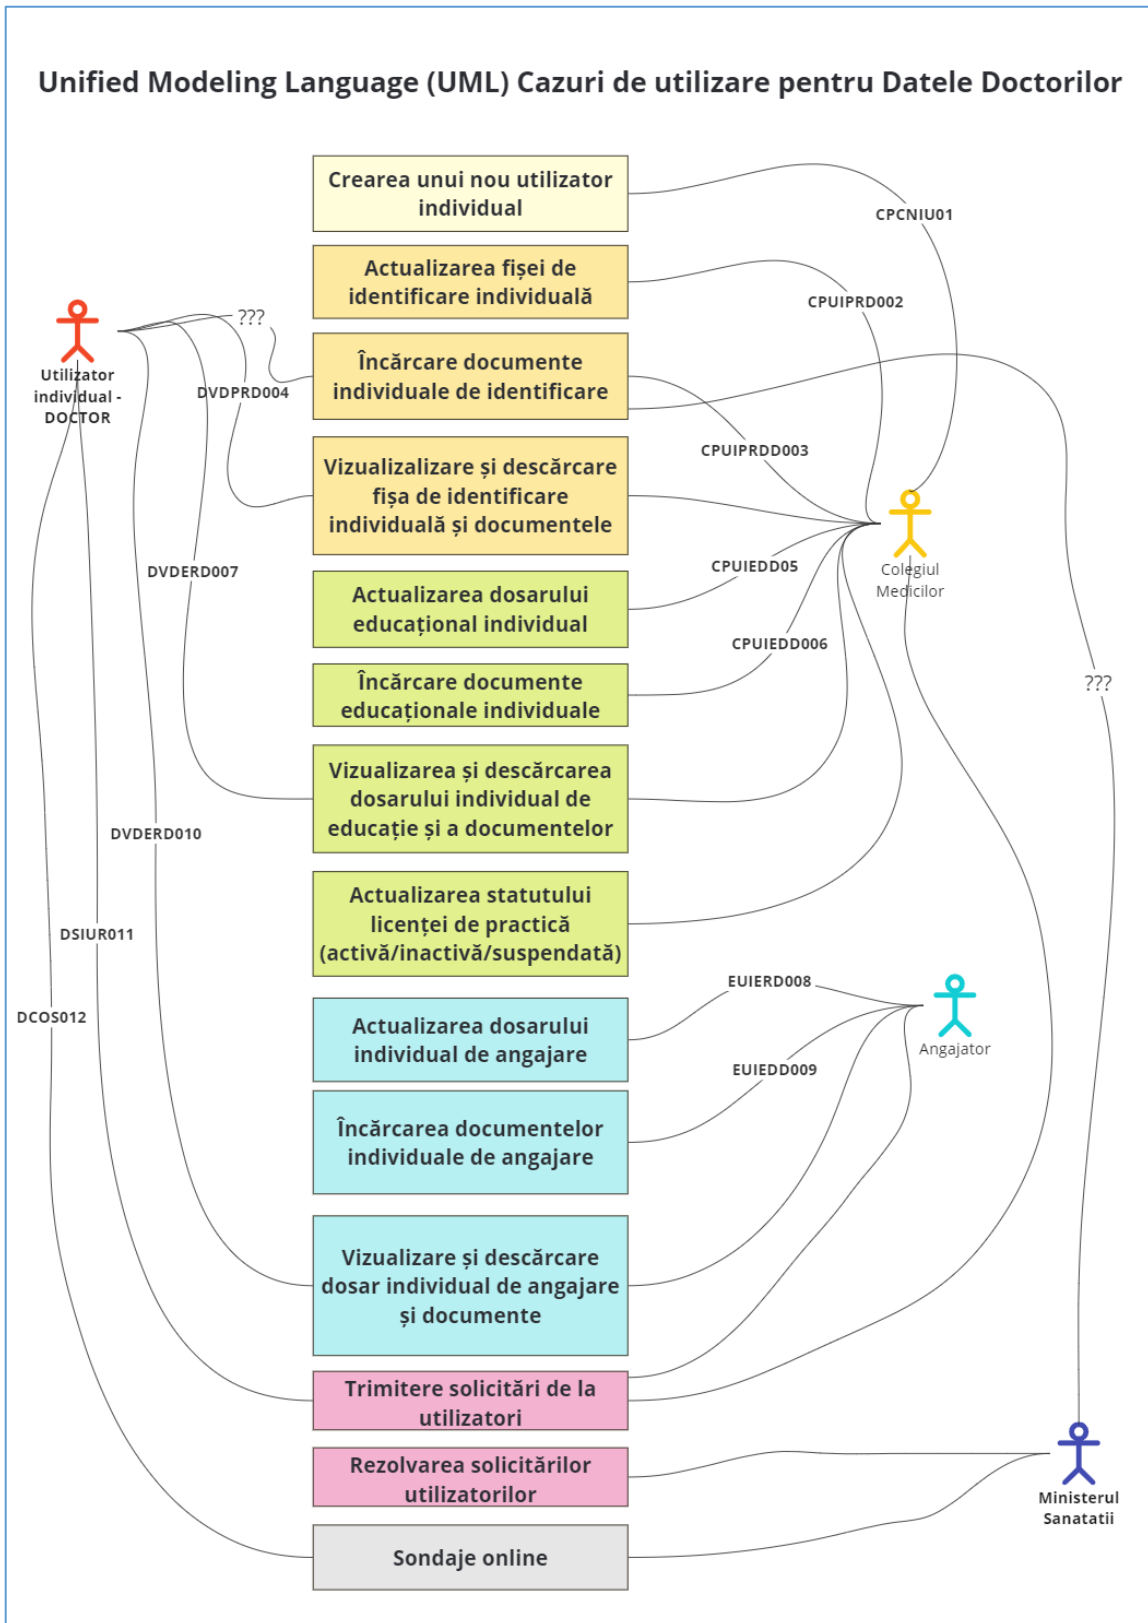 Unified Modeling Language (UML) Cazuri de utilizare pentru Datele Doctorilor
Crearea unui nou utilizator
individual
CPCNIU01
Actualizarea fișei de
identificare individuală
CPUIPRD002
???
Utilizator
individual -
DOCTOR
Încărcare documente
individuale de identificare
DVDPRD004
CPUIPRDD003
Vizualizalizare și descărcare
fișa de identificare
individuală și documentele
Colegiul
Medicilor
DVDERD007
CPUIEDD05
Actualizarea dosarului
educațional individual
CPUIEDD006
Încărcare documente
educaționale individuale
???
Vizualizarea și descărcarea
dosarului individual de
educație și a documentelor
DVDERD010
Actualizarea statutului
licenței de practică
(activă/inactivă/suspendată)
DSIUR011
EUIERD008
DCOS012
Actualizarea dosarului
individual de angajare
Angajator
EUIEDD009
Încărcarea documentelor
individuale de angajare
Vizualizare și descărcare
dosar individual de angajare
și documente
Trimitere solicitări de la
utilizatori
Rezolvarea solicitărilor
utilizatorilor
Ministerul
Sanatatii
Sondaje online